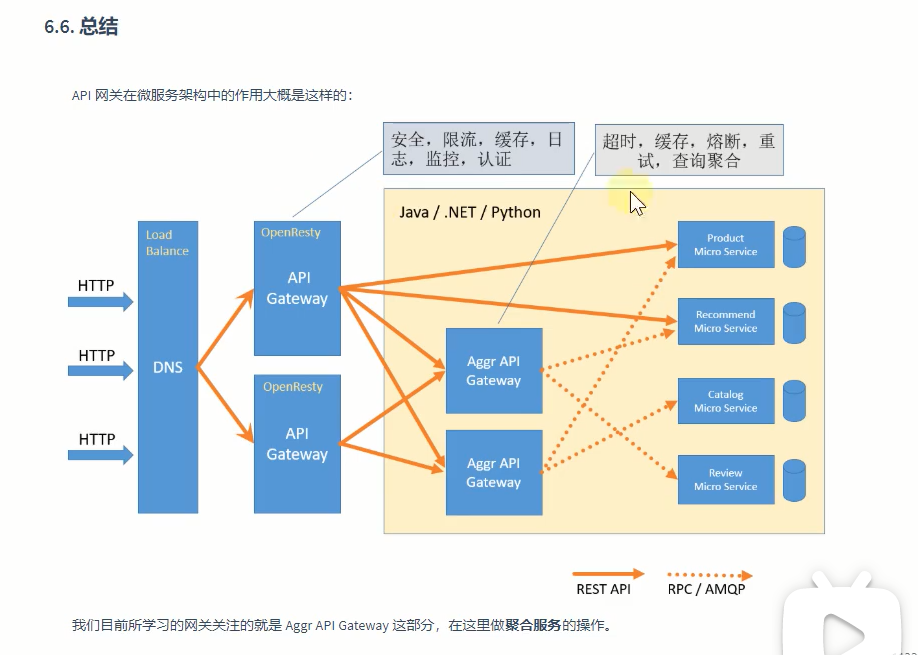 6.6. 总结
API 网关在微服务架构中的作用大概是这样的：
安全，限流，缓存，日
志，监控，认证
超时，缓存，熔断，重
试，查询聚合
Java / .NET / Python
Load
Balance
DNS
HTTP
HTTP
HTTP
OpenResty
API
Gateway
OpenResty
API
Gateway
Aggr API
Gateway
Aggr API
Gateway
Product
Micro Service
Recommend
Micro Service
Catalog
Micro Service
Review
Micro Service
REST API
RPC / AMQP
我们目前所学习的网关关注的就是 Aggr API Gateway 这部分，在这里做聚合服务的操作。